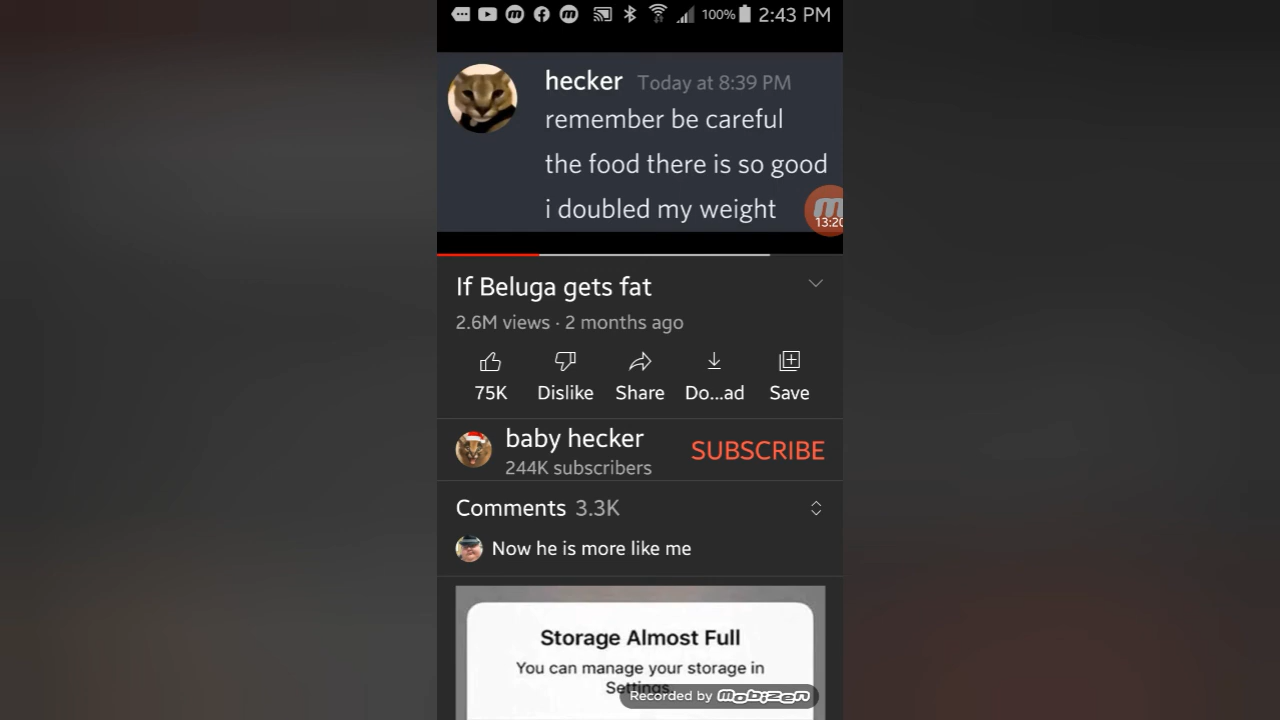 100% 2:43 PM
hecker Today at 8:39 PM
remember be careful
the food there is so good
i doubled my weight
13:20
If Beluga gets fat
2.6M views · 2 months ago
75K Dislike Share Do...ad Save
baby hecker SUBSCRIBE
244K subscribers
Comments 3.3K
Now he is more like me
Storage Almost Full
You can manage your storage in
Settings.
Recorded by mobizen